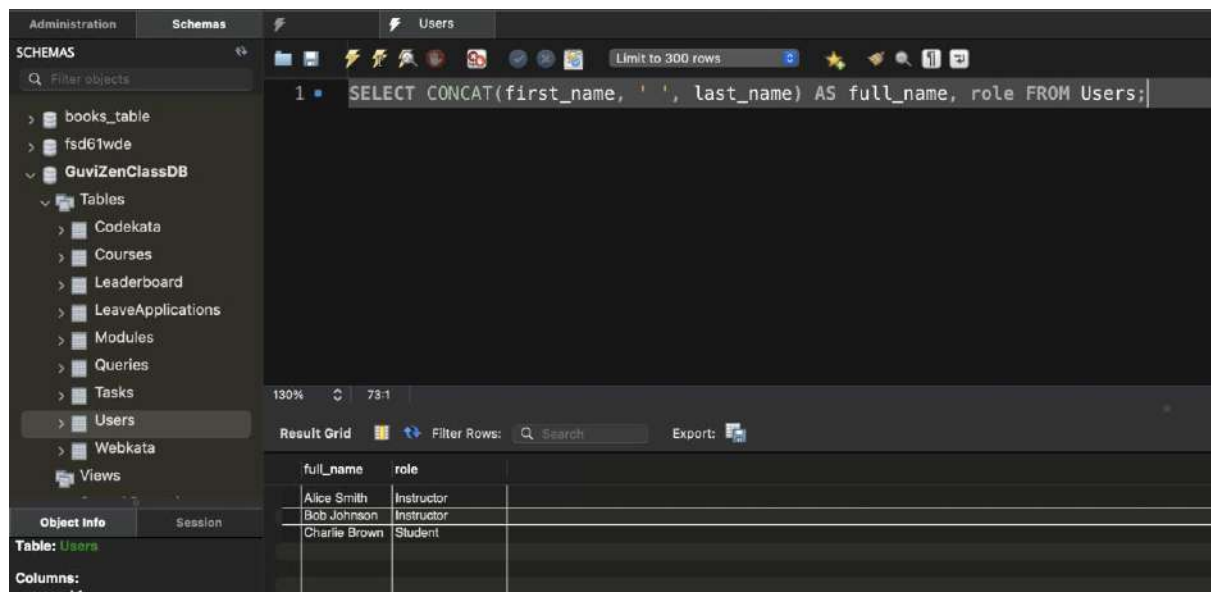 Administration Schemas
Users
SCHEMAS
Filter objects
Limit to 300 rows
1 SELECT CONCAT(first_name, ' ', last_name) AS full_name, role FROM Users;
books_table
fsd61wde
GuviZenClassDB
Tables
Codekata
Courses
Leaderboard
LeaveApplications
Modules
Queries
Tasks
Users
Webkata
Views
130% 73:1
Result Grid Filter Rows: Search Export:
full_name role
Alice Smith Instructor
Bob Johnson Instructor
Charlie Brown Student
Object Info Session
Table: Users
Columns: